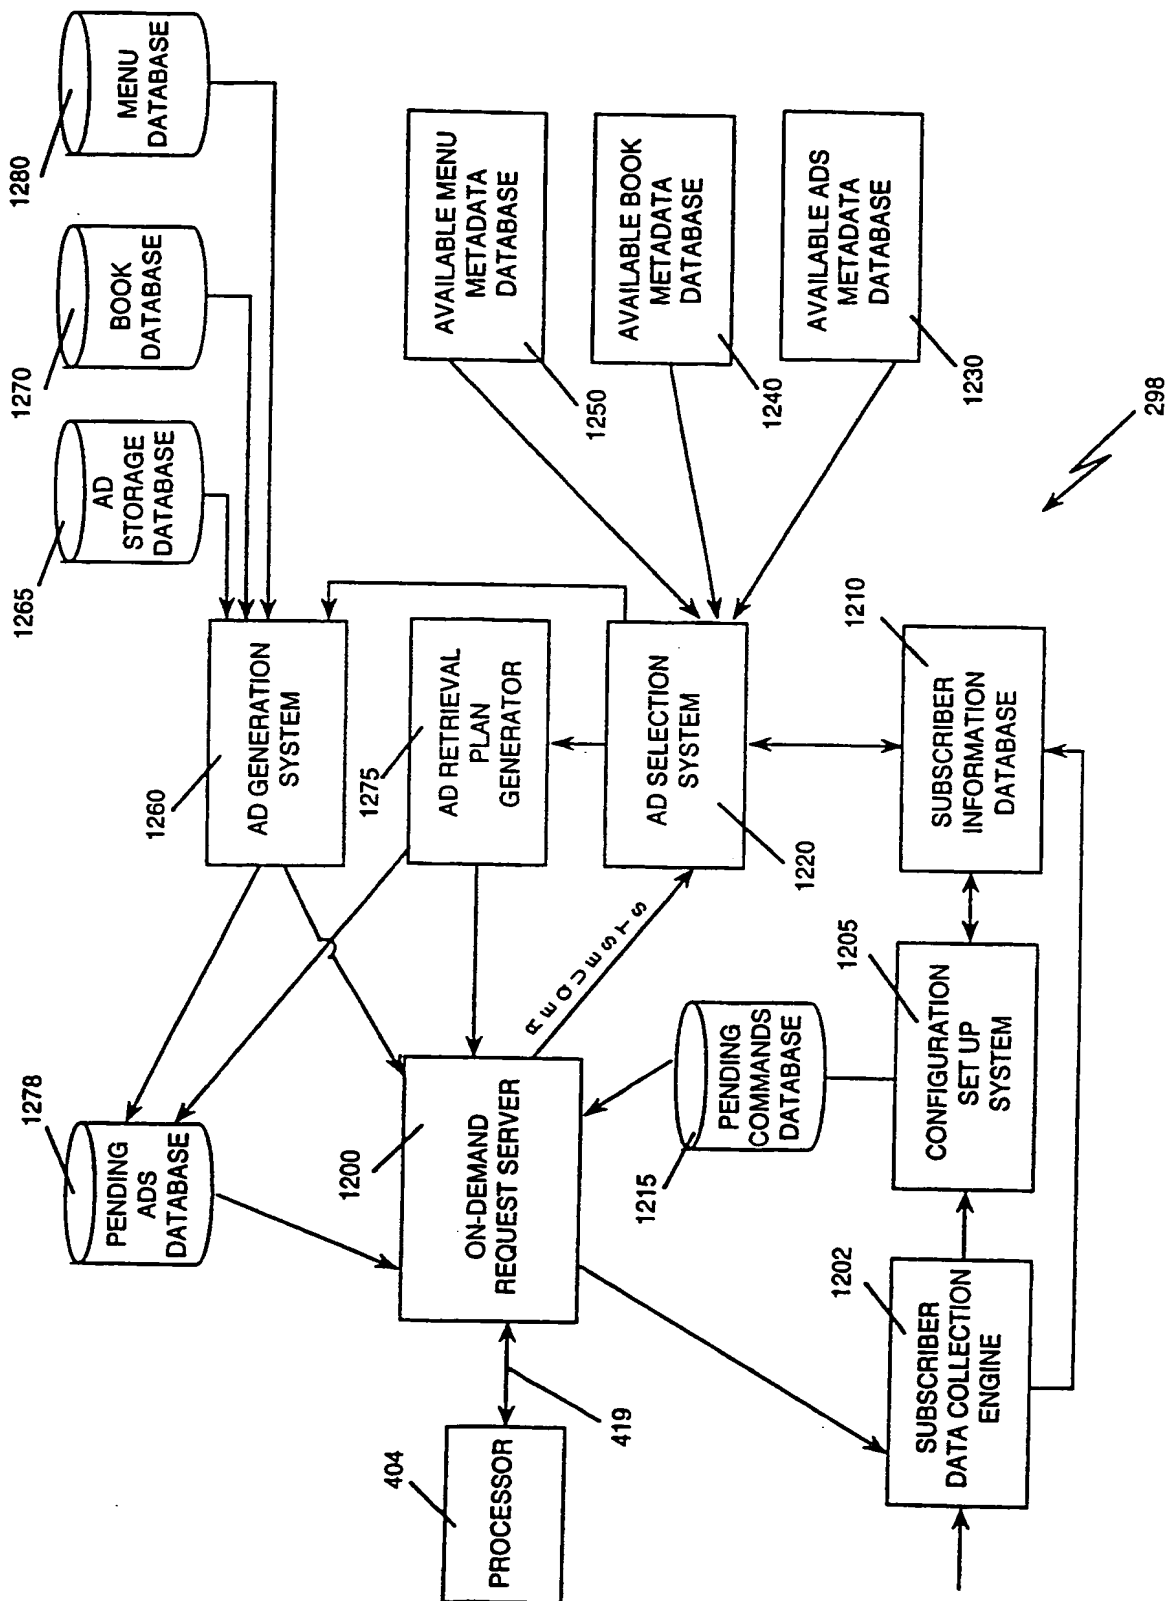 1280
MENU
DATABASE
1270
BOOK
DATABASE
1265
AD
STORAGE
DATABASE
1260
AD GENERATION
SYSTEM
1278
PENDING
ADS
DATABASE
1275
AD RETRIEVAL
PLAN
GENERATOR
AVAILABLE MENU
METADATA
DATABASE
1250
AVAILABLE BOOK
METADATA
DATABASE
1240
AVAILABLE ADS
METADATA
DATABASE
1230
298
404
PROCESSOR
419
1200
ON-DEMAND
REQUEST SERVER
REQUESTS
AD SELECTION
SYSTEM
1220
1215
PENDING
COMMANDS
DATABASE
1210
SUBSCRIBER
INFORMATION
DATABASE
1205
CONFIGURATION
SET UP
SYSTEM
1202
SUBSCRIBER
DATA COLLECTION
ENGINE